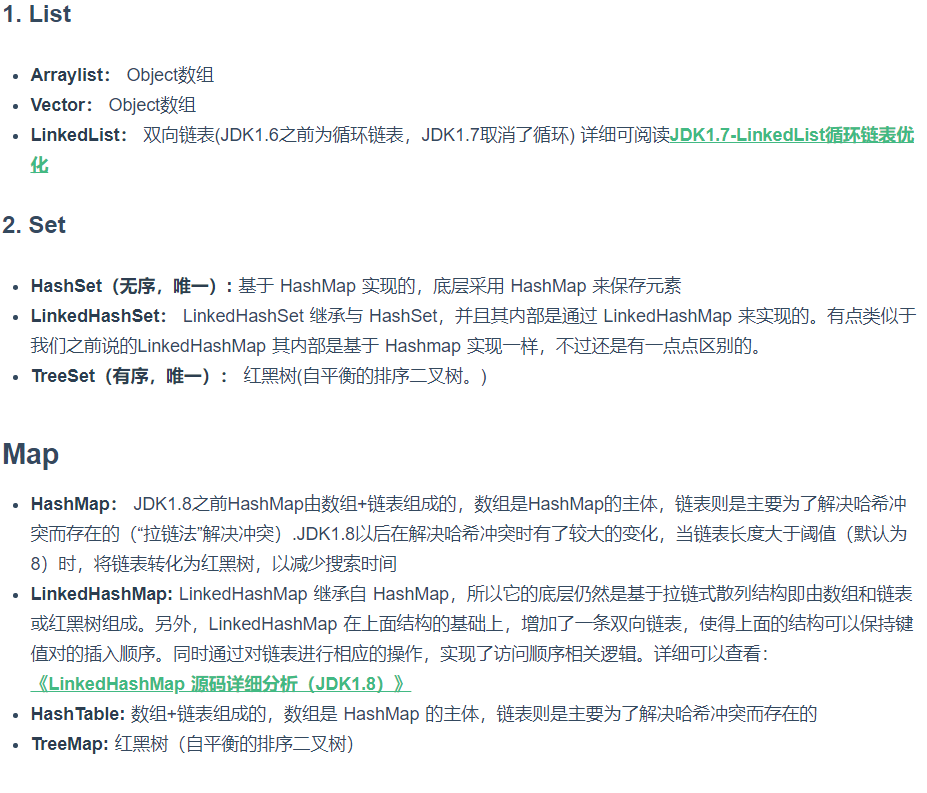 1. List
Arraylist： Object数组
Vector： Object数组
LinkedList： 双向链表(JDK1.6之前为循环链表，JDK1.7取消了循环) 详细可阅读JDK1.7-LinkedList循环链表优
化
2. Set
HashSet（无序，唯一）: 基于 HashMap 实现的，底层采用 HashMap 来保存元素
LinkedHashSet： LinkedHashSet 继承与 HashSet，并且其内部是通过 LinkedHashMap 来实现的。有点类似于
我们之前说的LinkedHashMap 其内部是基于 Hashmap 实现一样，不过还是有一点点区别的。
TreeSet（有序，唯一）： 红黑树(自平衡的排序二叉树。)
Map
HashMap： JDK1.8之前HashMap由数组+链表组成的，数组是HashMap的主体，链表则是主要为了解决哈希冲
突而存在的（“拉链法”解决冲突）.JDK1.8以后在解决哈希冲突时有了较大的变化，当链表长度大于阈值（默认为
8）时，将链表转化为红黑树，以减少搜索时间
LinkedHashMap: LinkedHashMap 继承自 HashMap，所以它的底层仍然是基于拉链式散列结构即由数组和链表
或红黑树组成。另外，LinkedHashMap 在上面结构的基础上，增加了一条双向链表，使得上面的结构可以保持键
值对的插入顺序。同时通过对链表进行相应的操作，实现了访问顺序相关逻辑。详细可以查看：
《LinkedHashMap 源码详细分析（JDK1.8）》
HashTable: 数组+链表组成的，数组是 HashMap 的主体，链表则是主要为了解决哈希冲突而存在的
TreeMap: 红黑树（自平衡的排序二叉树）